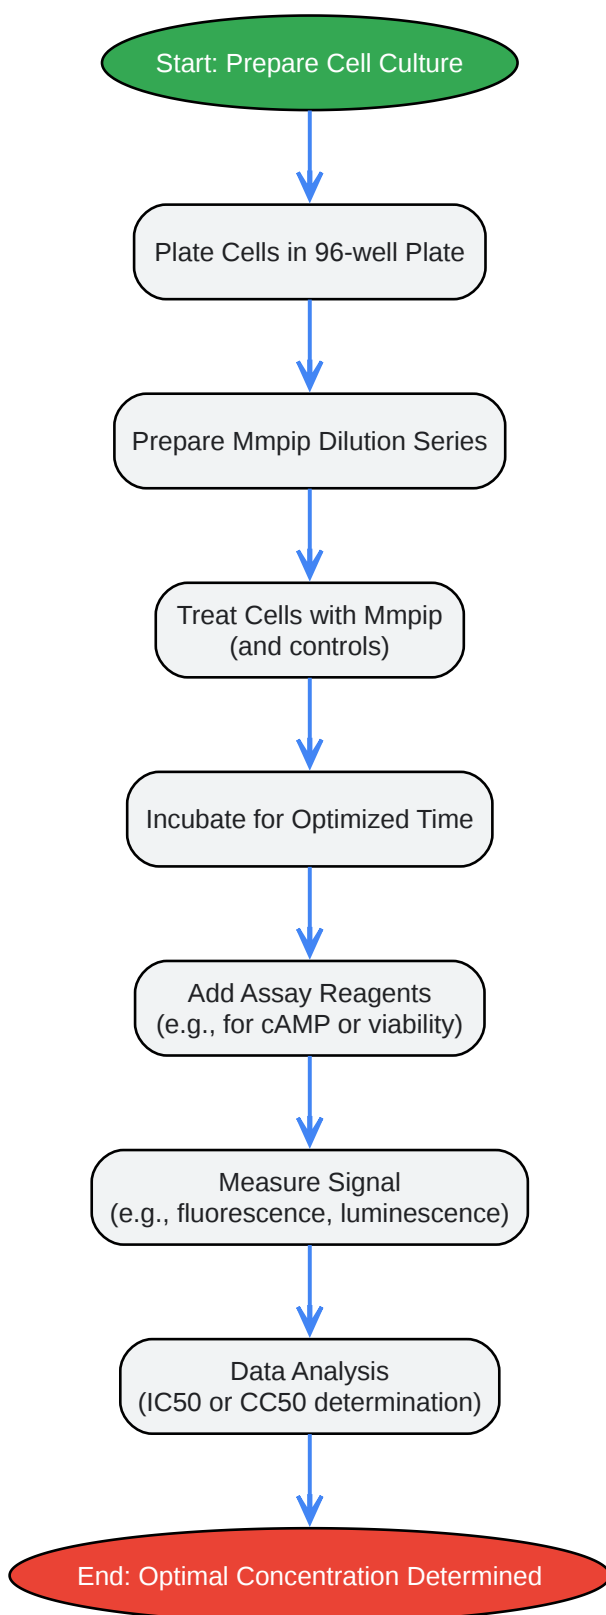 Start: Prepare Cell Culture
Plate Cells in 96-well Plate
Prepare Mmpip Dilution Series
Treat Cells with Mmpip
(and controls)
Incubate for Optimized Time
Add Assay Reagents
(e.g., for cAMP or viability)
Measure Signal
(e.g., fluorescence, luminescence)
Data Analysis
(IC50 or CC50 determination)
End: Optimal Concentration Determined